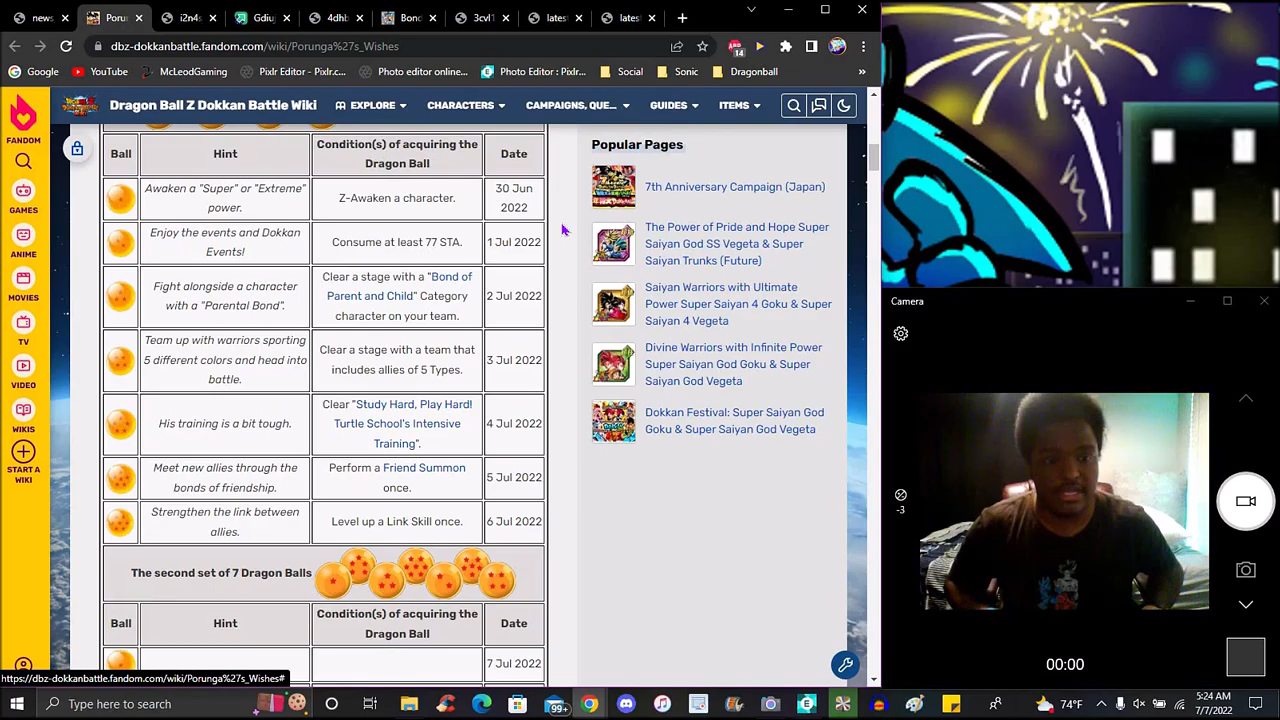 news
Poru
Dr4s
Gdiu
Bonc
3cvlT
latest
latest
dbz-dokkanbattle.fandom.com/wiki/Porunga%27s_Wishes
14
Google
YouTube
McLeodGaming
Pixlr Editor - Pixlr...
Photo editor online...
Pixlr Editor : Pixlr...
Social
Sonic
Dragonball
»
FANDOM
GAMES
ANIME
MOVIES
TV
VIDEO
WIKIS
START A
WIKI
Dragon Ball Z Dokkan Battle Wiki
EXPLORE
CHARACTERS
CAMPAIGNS, QUE...
GUIDES
ITEMS
Ball
Hint
Condition(s) of acquiring the
Dragon Ball
Date
Awaken a "Super" or "Extreme"
power.
Z-Awaken a character.
30 Jun
2022
Enjoy the events and Dokkan
Events!
Consume at least 77 STA.
1 Jul 2022
Fight alongside a character
with a "Parental Bond".
Clear a stage with a "Bond of
Parent and Child" Category
character on your team.
2 Jul 2022
Team up with warriors sporting
5 different colors and head into
battle.
Clear a stage with a team that
includes allies of 5 Types.
3 Jul 2022
His training is a bit tough.
Clear "Study Hard, Play Hard!
Turtle School's Intensive
Training".
4 Jul 2022
Meet new allies through the
bonds of friendship.
Perform a Friend Summon
once.
5 Jul 2022
Strengthen the link between
allies.
Level up a Link Skill once.
6 Jul 2022
The second set of 7 Dragon Balls
Ball
Hint
Condition(s) of acquiring the
Dragon Ball
Date
7 Jul 2022
Popular Pages
7th Anniversary Campaign (Japan)
The Power of Pride and Hope Super
Saiyan God SS Vegeta & Super
Saiyan Trunks (Future)
Saiyan Warriors with Ultimate
Power Super Saiyan 4 Goku & Super
Saiyan 4 Vegeta
Divine Warriors with Infinite Power
Super Saiyan God Goku & Super
Saiyan God Vegeta
Dokkan Festival: Super Saiyan God
Goku & Super Saiyan God Vegeta
https://dbz-dokkanbattle.fandom.com/wiki/Porunga%27s_Wishes#
Camera
-3
00:00
Type here to search
99+
74°F
5:24 AM
7/7/2022